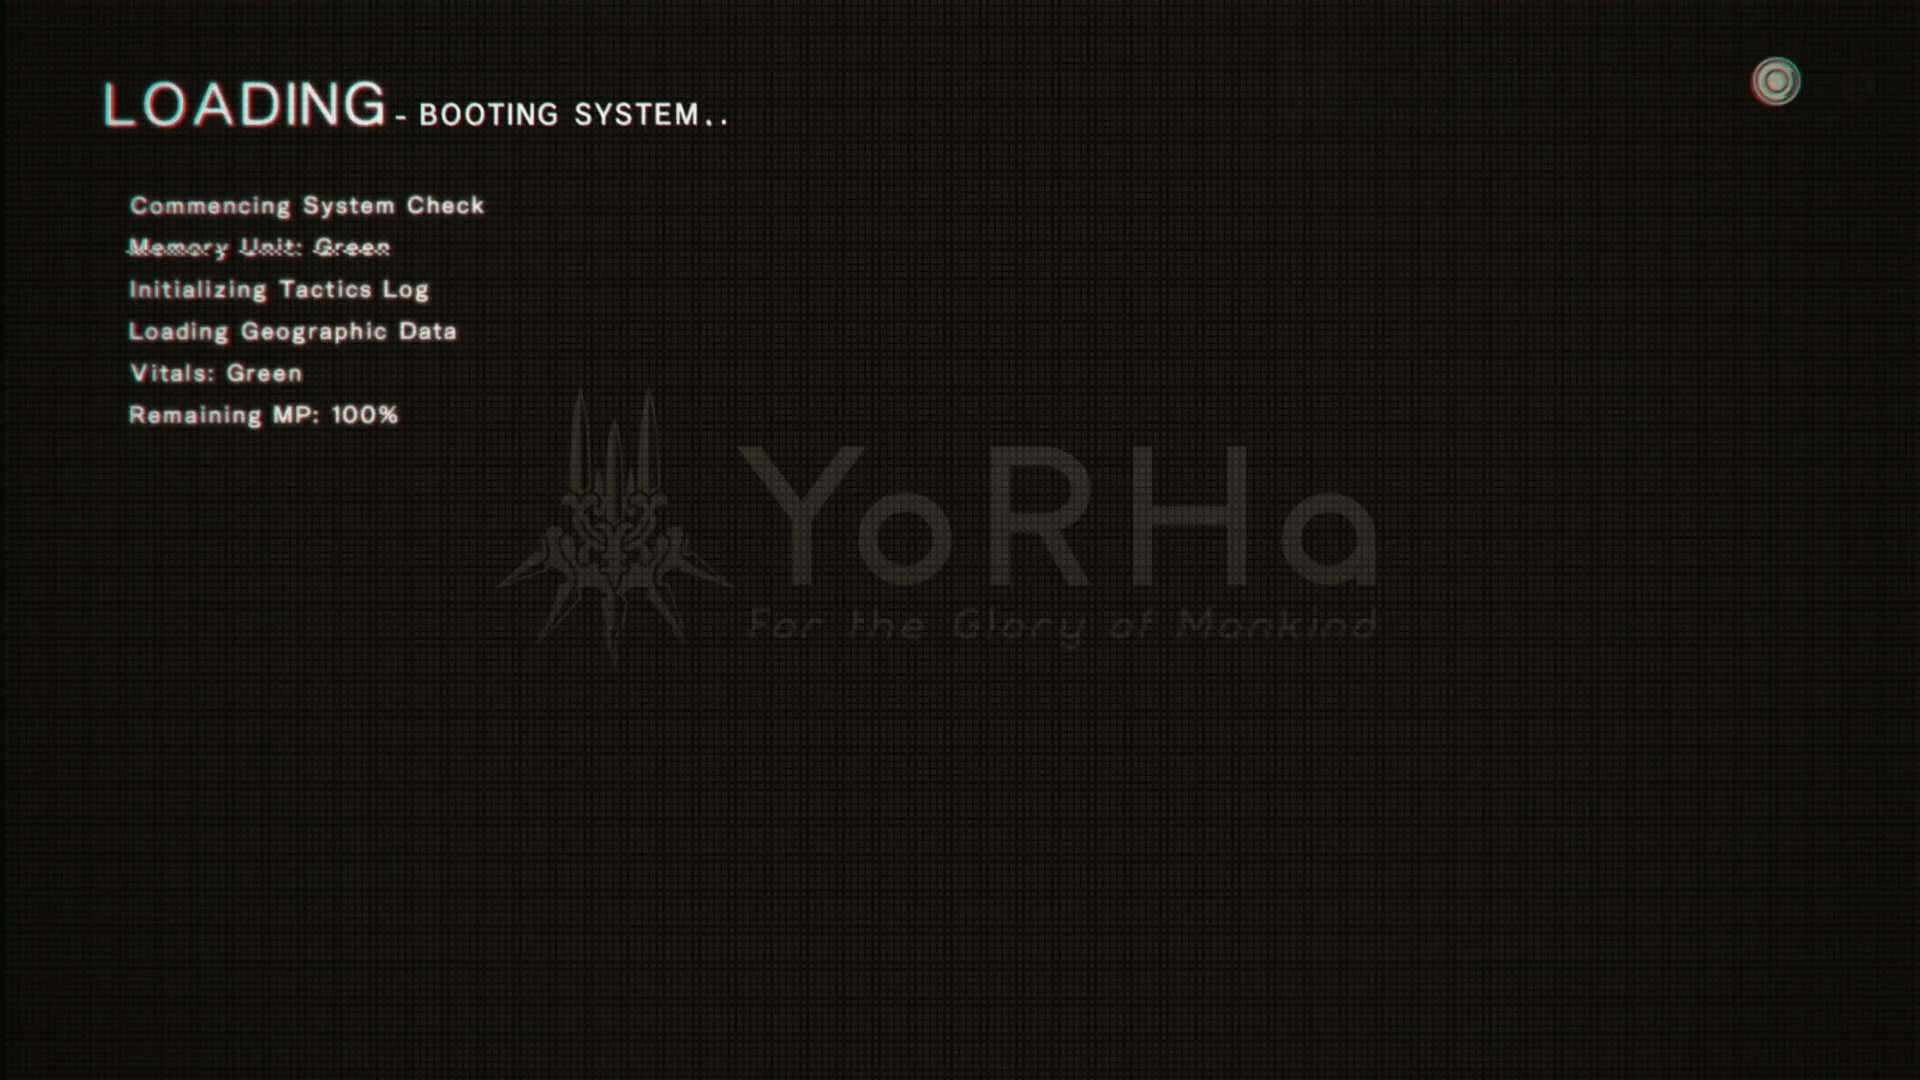 LOADING - BOOTING SYSTEM..
Commencing System Check
Memory Unit: Green
Initializing Tactics Log
Loading Geographic Data
Vitals: Green
Remaining MP: 100%
YoRHa
For the Glory of Mankind